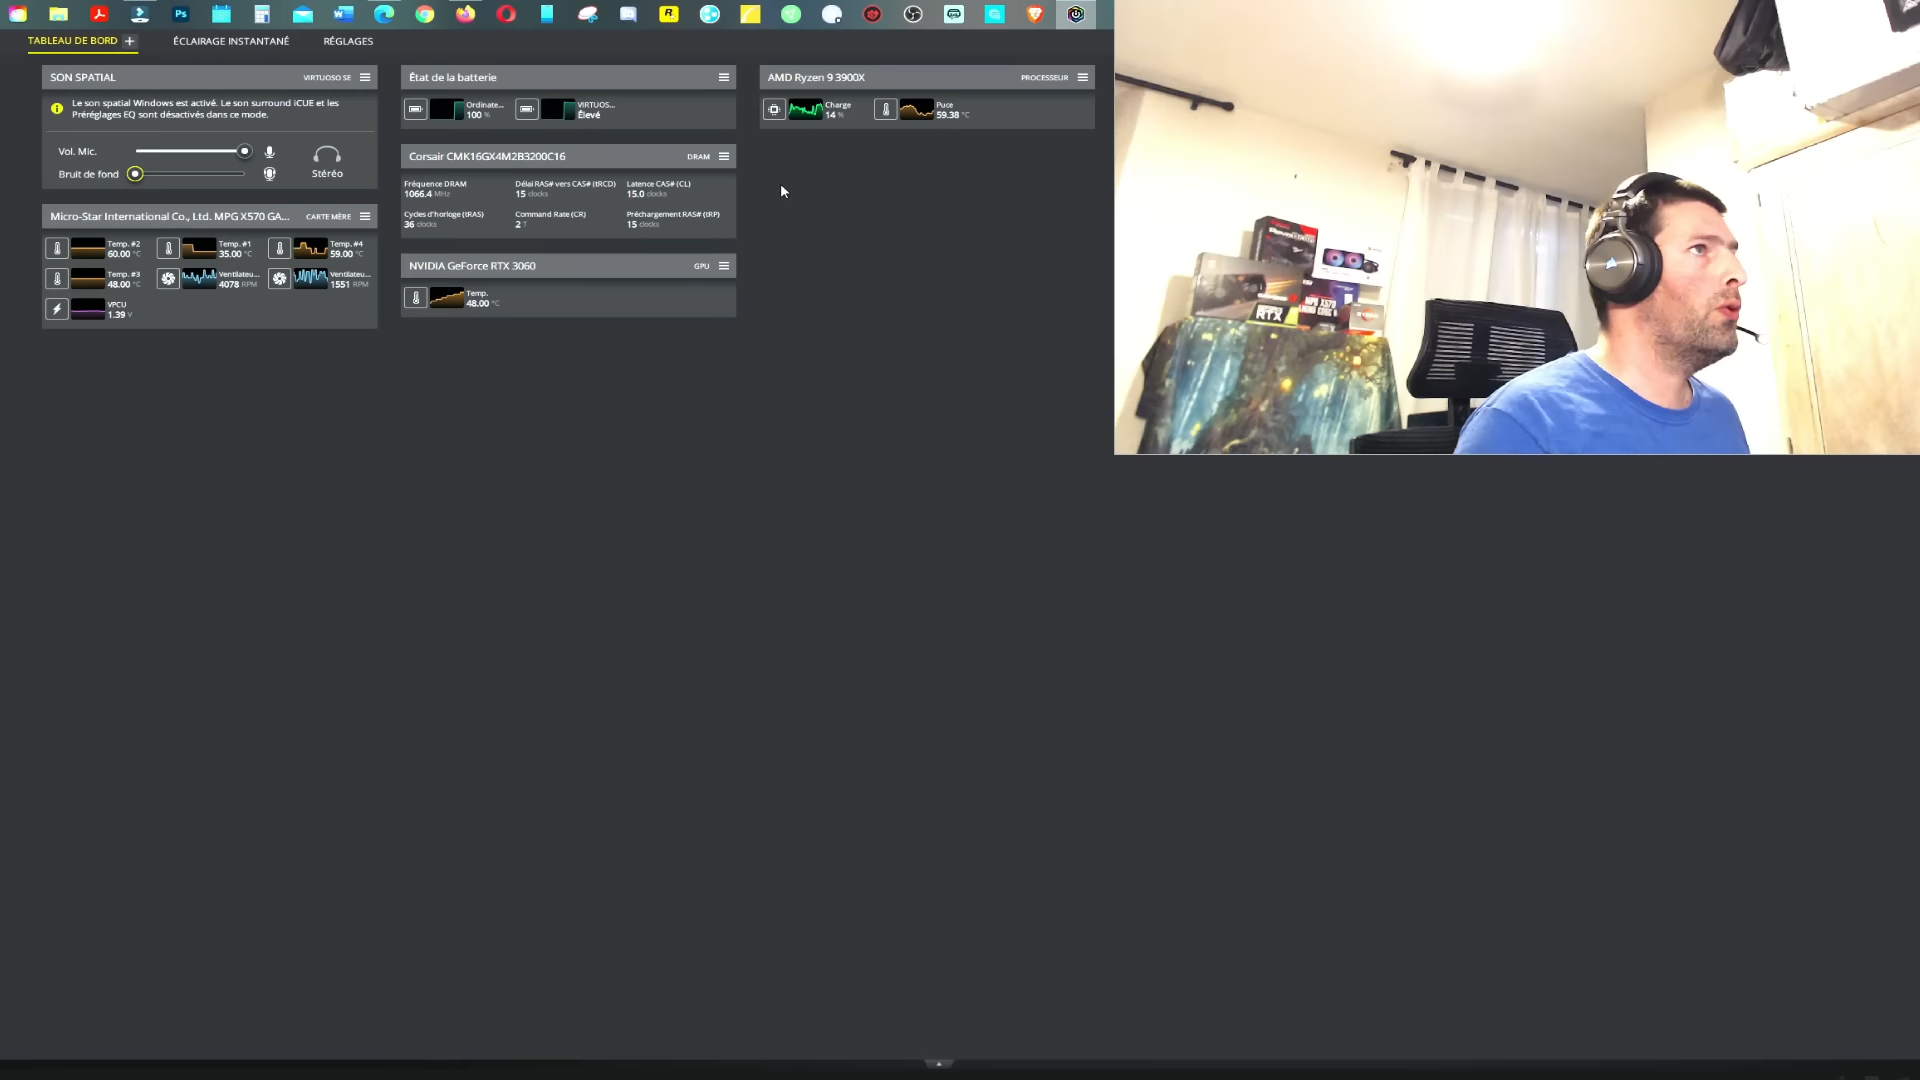 TABLEAU DE BORD
ÉCLAIRAGE INSTANTANÉ
RÉGLAGES
SON SPATIAL
VIRTUOSO SE
Le son spatial Windows est activé. Le son surround iCUE et les
Préréglages EQ sont désactivés dans ce mode.
Vol. Mic.
Bruit de fond
Stéréo
Micro-Star International Co., Ltd. MPG X570 GA...
CARTE MÈRE
Temp. #2
60.00 °C
Temp. #1
35.00 °C
Temp. #4
59.00 °C
Temp. #3
48.00 °C
Ventilateu...
4078 RPM
Ventilateu...
1551 RPM
VPCU
1.39 V
État de la batterie
Ordinate...
100 %
VIRTUOS...
Élevé
Corsair CMK16GX4M2B3200C16
DRAM
Fréquence DRAM
1066.4 MHz
Délai RAS# vers CAS# (tRCD)
15 clocks
Latence CAS# (CL)
15.0 clocks
Cycles d'horloge (tRAS)
36 clocks
Command Rate (CR)
2 T
Préchargement RAS# (tRP)
15 clocks
NVIDIA GeForce RTX 3060
GPU
Temp.
48.00 °C
AMD Ryzen 9 3900X
PROCESSEUR
Charge
14 %
Puce
59.38 °C
Ps
W
R.
RTX
MPG X570